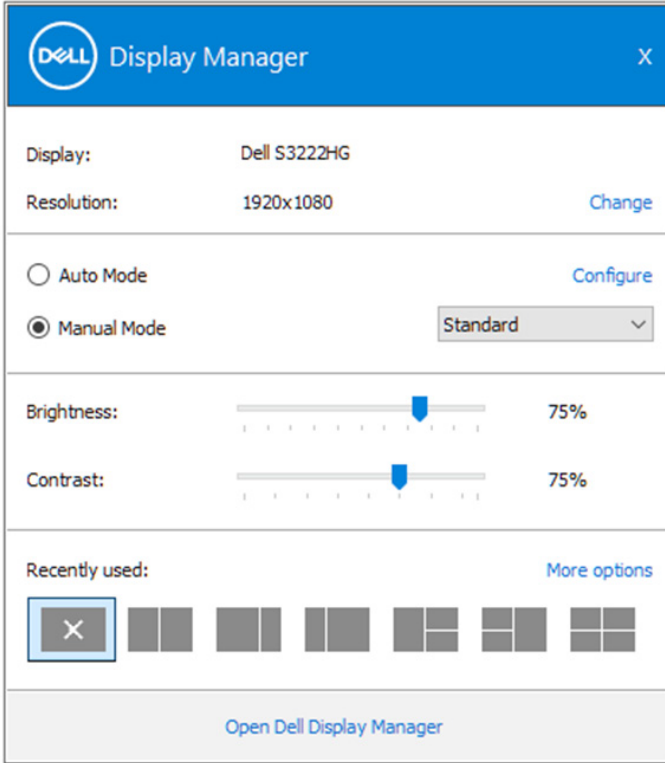 DELL Display Manager X
Display: Dell S3222HG
Resolution: 1920x1080 Change
Auto Mode Configure
Manual Mode Standard
Brightness: 75%
Contrast: 75%
Recently used: More options
Open Dell Display Manager